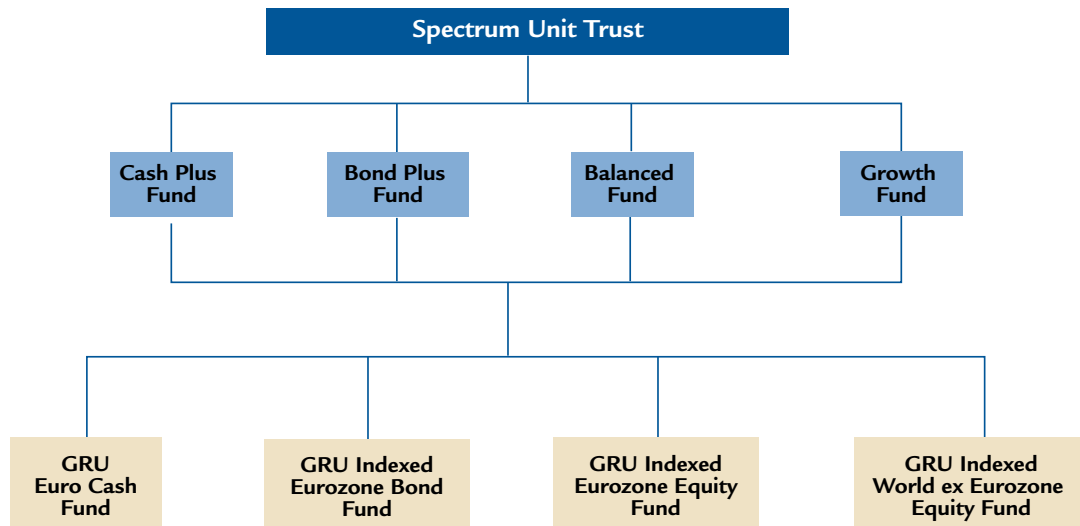 Spectrum Unit Trust
Cash Plus
Fund
Bond Plus
Fund
Balanced
Fund
Growth
Fund
GRU
Euro Cash
Fund
GRU Indexed
Eurozone Bond
Fund
GRU Indexed
Eurozone Equity
Fund
GRU Indexed
World ex Eurozone
Equity Fund